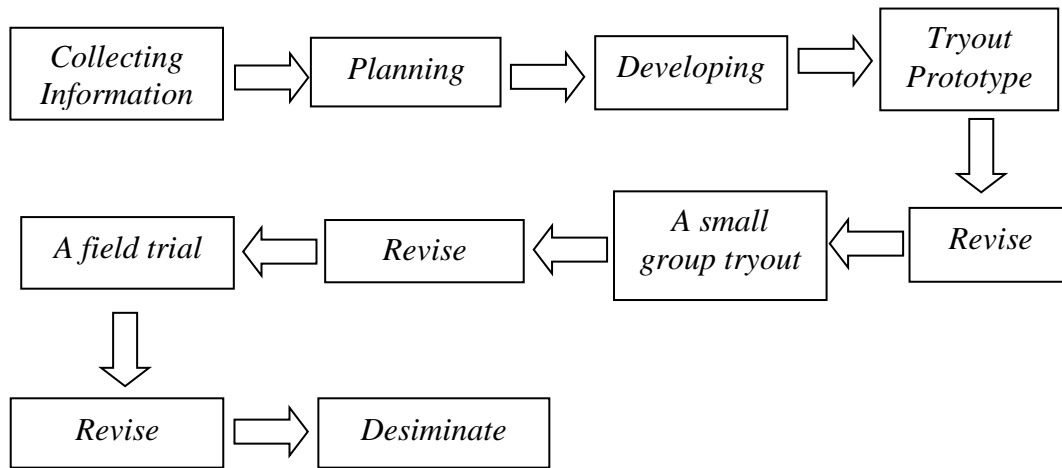 Collecting
Information
Planning
Developing
Tryout
Prototype
Revise
A small
group tryout
Revise
A field trial
Revise
Desiminate